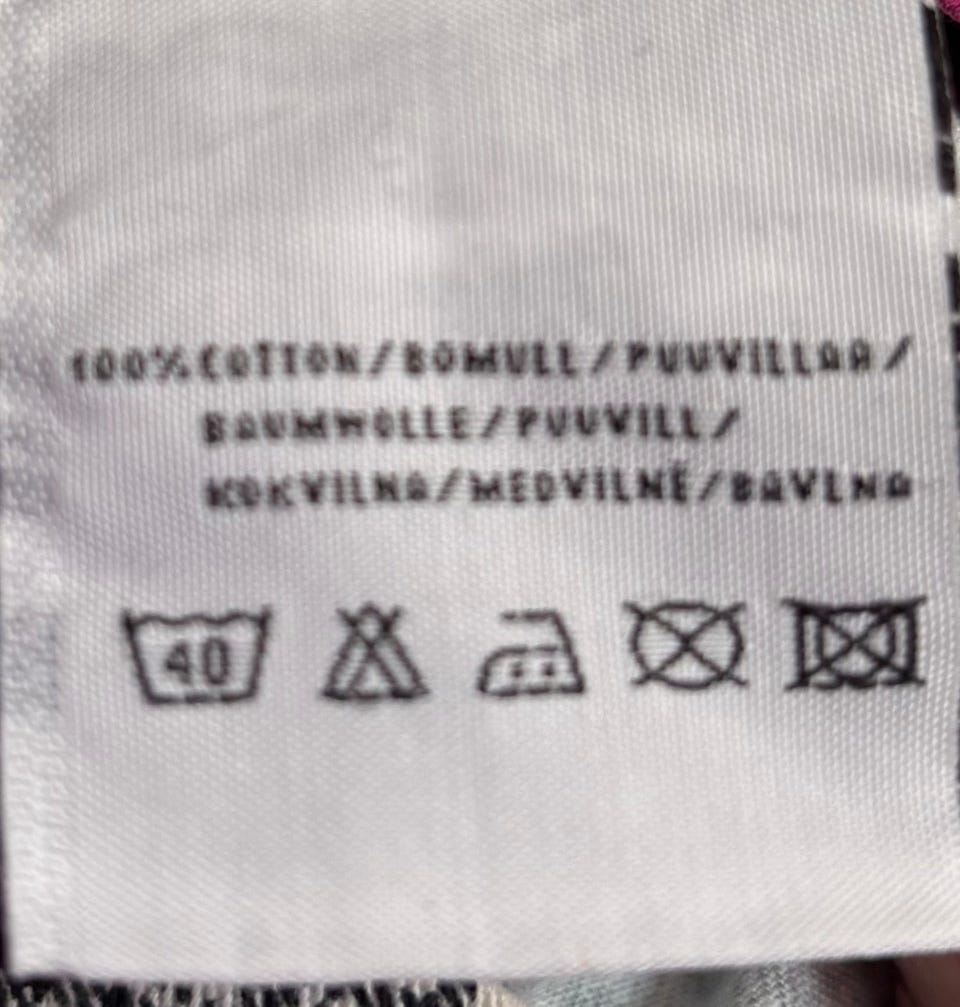 100% COTTON/BOMULL/PUUVILLAA/
BAUMWOLLE/PUUVILL/
KOKVILNA/MEDVILNĖ/BAVLNA
40